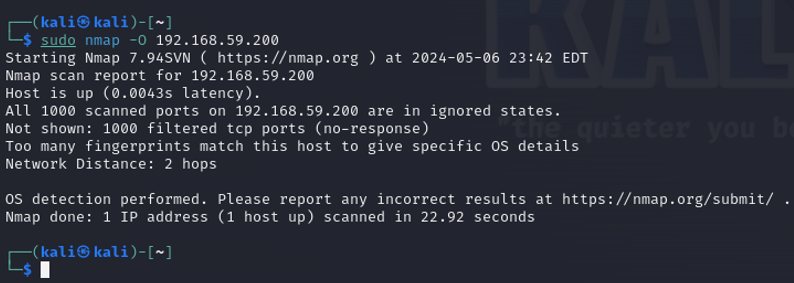 ┌──(kali㉿kali)-[~]
└─$ sudo nmap -O 192.168.59.200
Starting Nmap 7.94SVN ( https://nmap.org ) at 2024-05-06 23:42 EDT
Nmap scan report for 192.168.59.200
Host is up (0.0043s latency).
All 1000 scanned ports on 192.168.59.200 are in ignored states.
Not shown: 1000 filtered tcp ports (no-response)
Too many fingerprints match this host to give specific OS details
Network Distance: 2 hops

OS detection performed. Please report any incorrect results at https://nmap.org/submit/ .
Nmap done: 1 IP address (1 host up) scanned in 22.92 seconds

┌──(kali㉿kali)-[~]
└─$
KAL
"the quieter you be